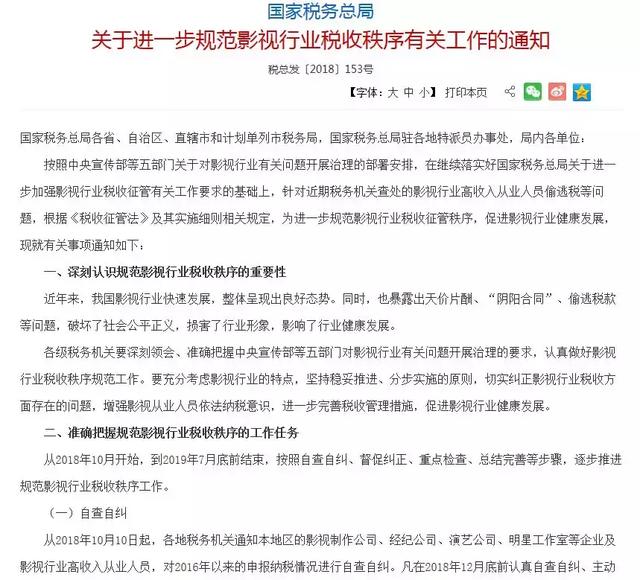 国家税务总局
关于进一步规范影视行业税收秩序有关工作的通知
税总发〔2018〕153号
【字体：大 中 小】 打印本页
国家税务总局各省、自治区、直辖市和计划单列市税务局，国家税务总局驻各地特派员办事处，局内各单位：
按照中央宣传部等五部门关于对影视行业有关问题开展治理的部署安排，在继续落实好国家税务总局关于进一
步加强影视行业税收征管有关工作要求的基础上，针对近期税务机关查处的影视行业高收入从业人员偷逃税等问
题，根据《税收征管法》及其实施细则相关规定，为进一步规范影视行业税收征管秩序，促进影视行业健康发展，
现就有关事项通知如下：
一、深刻认识规范影视行业税收秩序的重要性
近年来，我国影视行业快速发展，整体呈现出良好态势。同时，也暴露出天价片酬、“阴阳合同”、偷逃税款
等问题，破坏了社会公平正义，损害了行业形象，影响了行业健康发展。
各级税务机关要深刻领会、准确把握中央宣传部等五部门对影视行业有关问题开展治理的要求，认真做好影视
行业税收秩序规范工作。要充分考虑影视行业的特点，坚持稳妥推进、分步实施的原则，切实纠正影视行业税收方
面存在的问题，增强影视从业人员依法纳税意识，进一步完善税收管理措施，促进影视行业健康发展。
二、准确把握规范影视行业税收秩序的工作任务
从2018年10月开始，到2019年7月底前结束，按照自查自纠、督促纠正、重点检查、总结完善等步骤，逐步推进
规范影视行业税收秩序工作。
（一）自查自纠
从2018年10月10日起，各地税务机关通知本地区的影视制作公司、经纪公司、演艺公司、明星工作室等企业及
影视行业高收入从业人员，对2016年以来的申报纳税情况进行自查自纠。凡在2018年12月底前认真自查自纠、主动